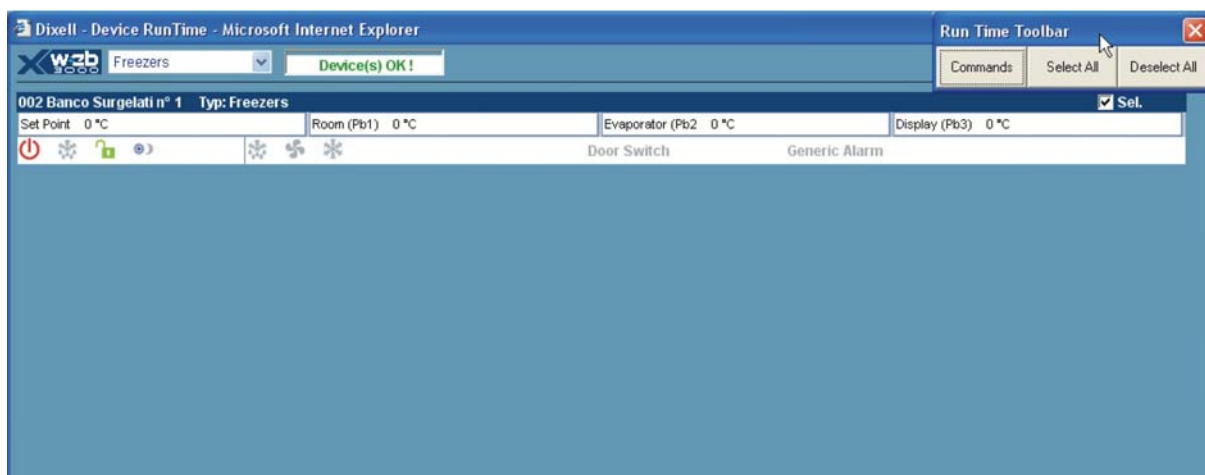 Dixell - Device RunTime - Microsoft Internet Explorer
Run Time Toolbar
XWEB 3000 Freezers Device(s) OK!
Commands Select All Deselect All
002 Banco Surgelati n° 1 Typ: Freezers Sel.
Set Point 0 °C Room (Pb1) 0 °C Evaporator (Pb2 0 °C Display (Pb3) 0 °C
Door Switch Generic Alarm